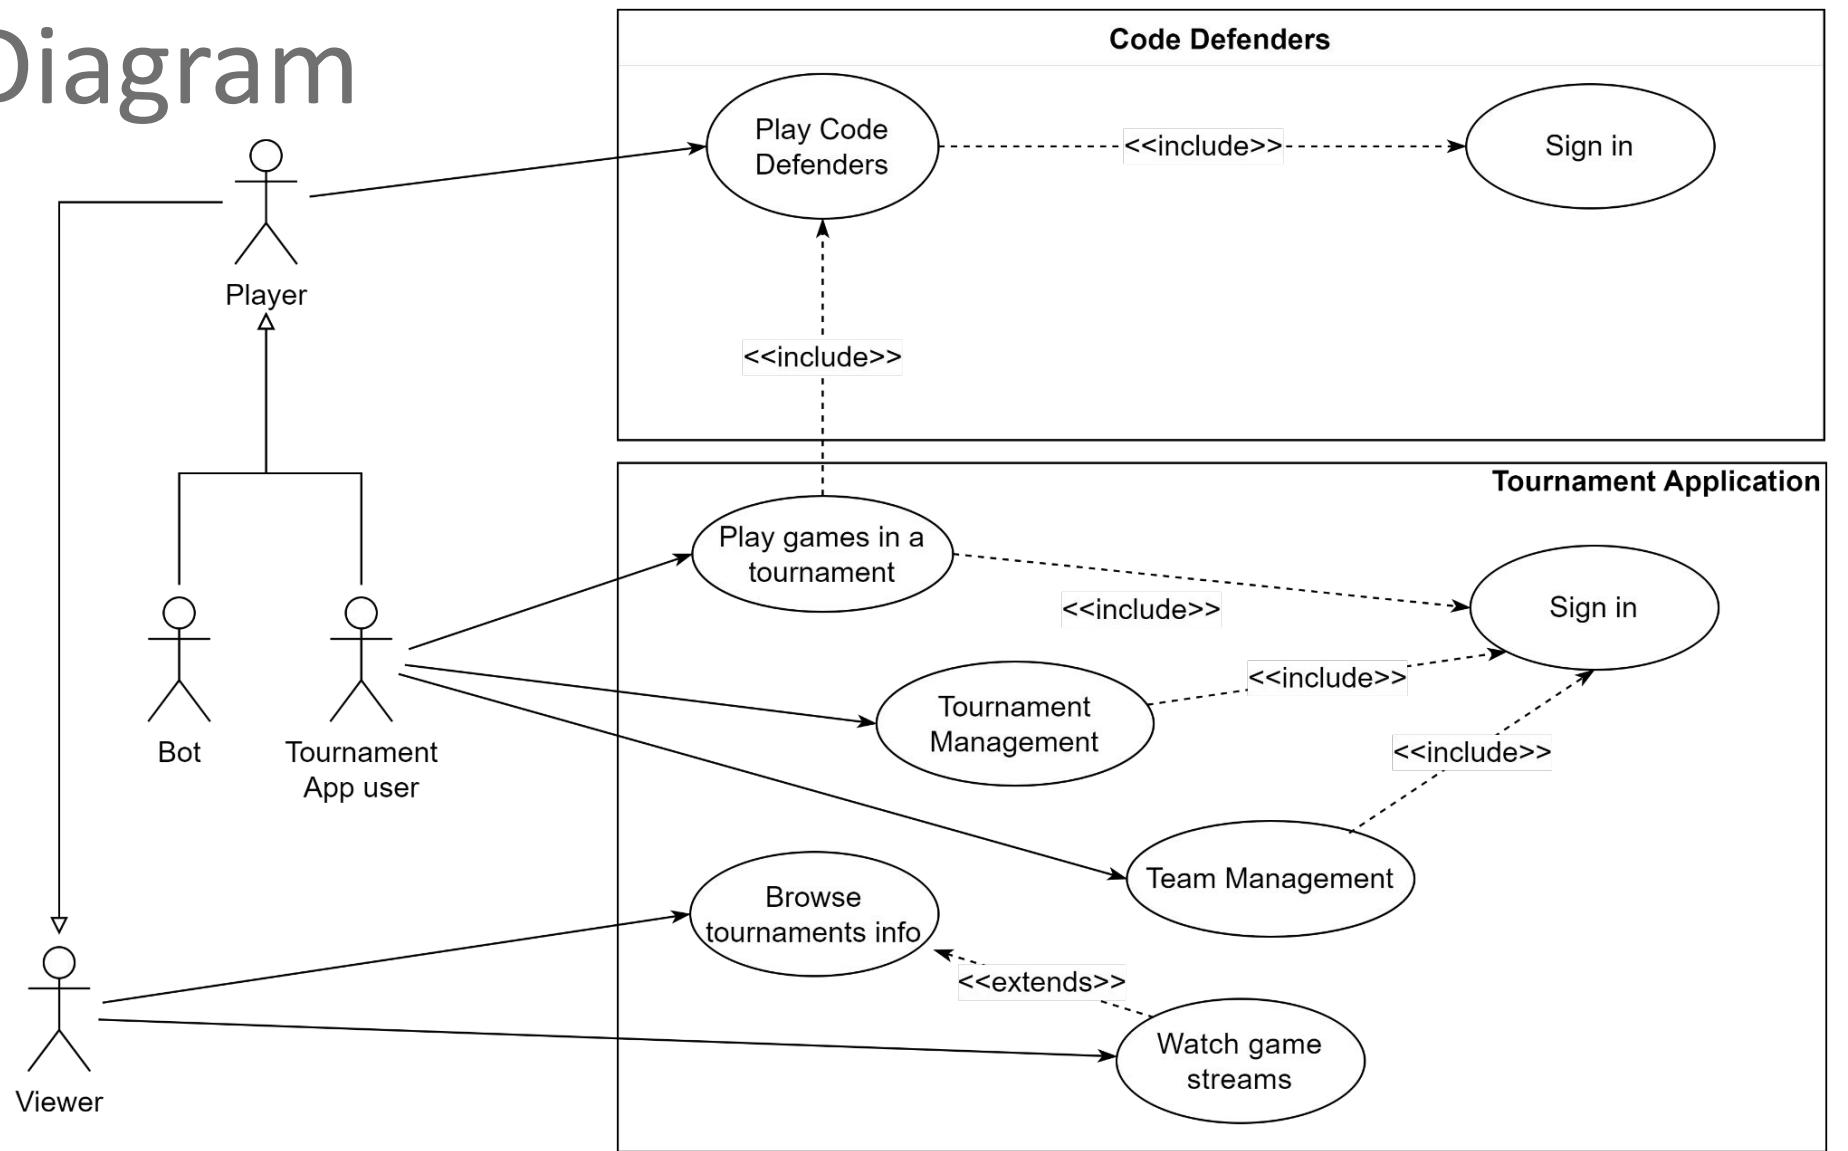 Diagram
Code Defenders
Play Code
Defenders
<<include>>
Sign in
Player
<<include>>
Tournament Application
Play games in a
tournament
<<include>>
Sign in
<<include>>
Tournament
Management
<<include>>
Bot
Tournament
App user
Team Management
Browse
tournaments info
<<extends>>
Watch game
streams
Viewer